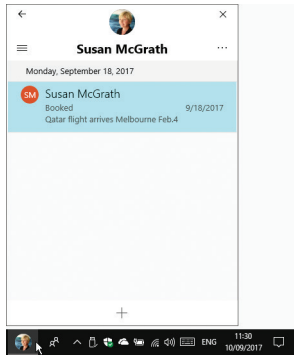 Susan McGrath
Monday, September 18, 2017
SM Susan McGrath
Booked 9/18/2017
Qatar flight arrives Melbourne Feb.4
ENG
11:30
10/09/2017